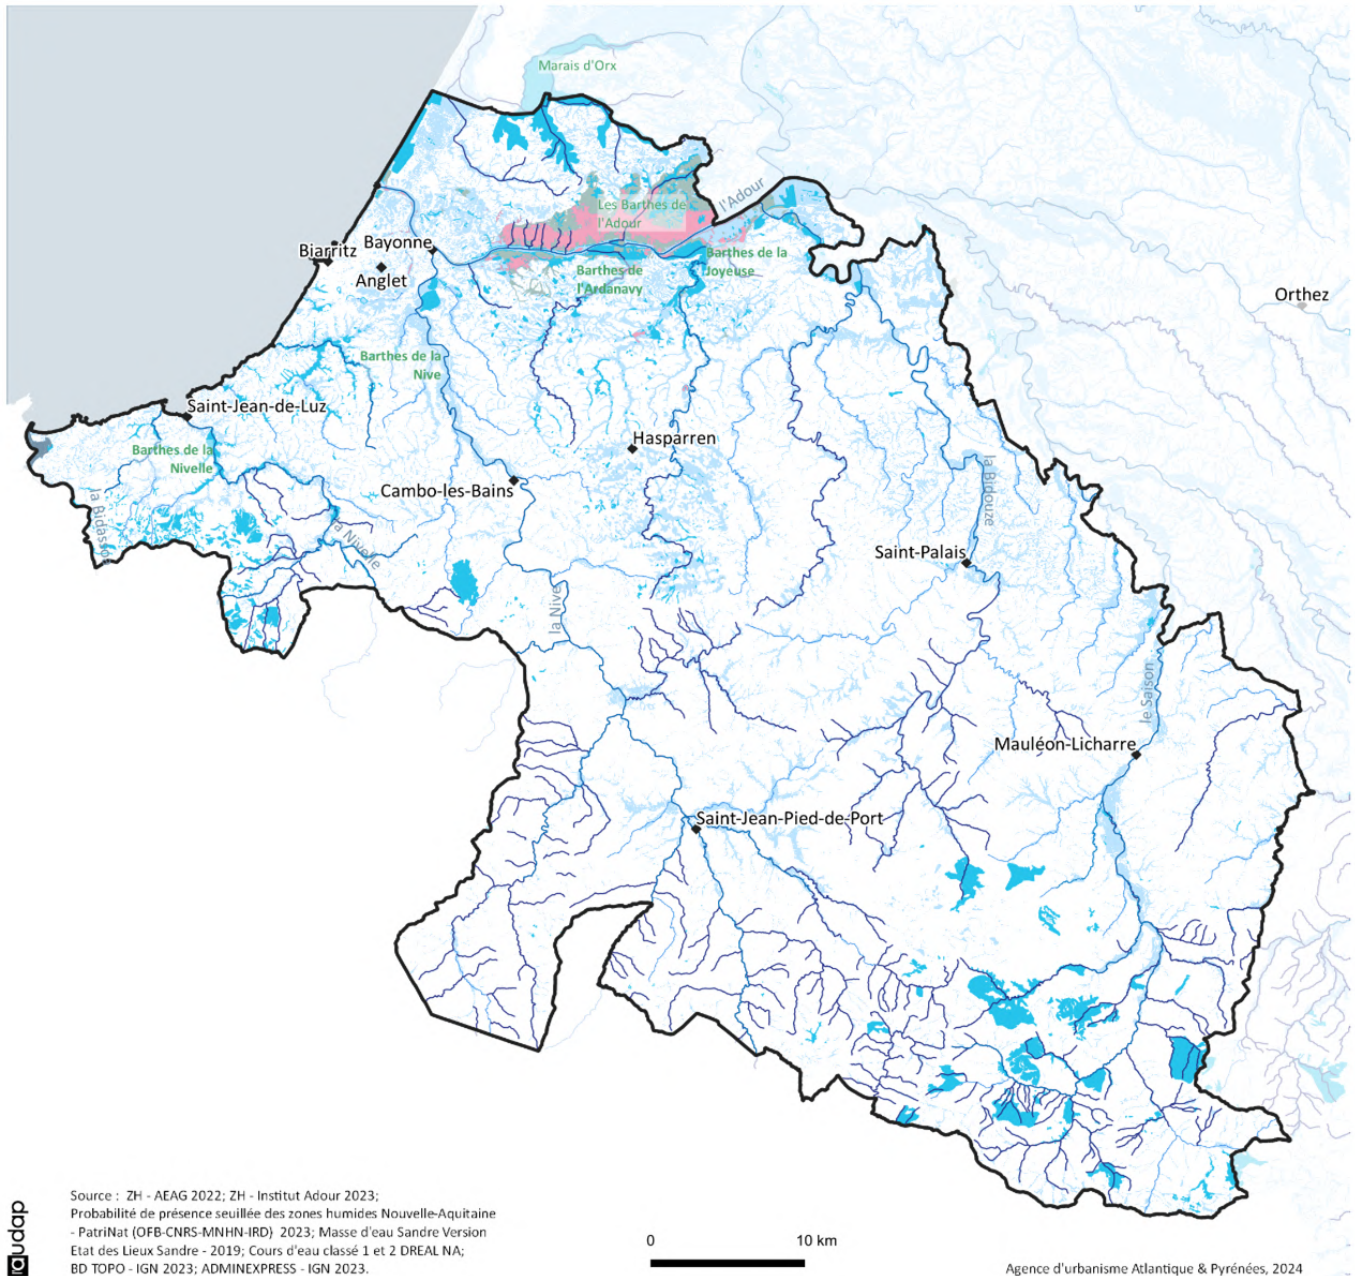 Marais d'Orx
l'Adour
Les Barthes de
l'Adour
Biarritz
Bayonne
Anglet
Barthes de la
Joyeuse
Barthes de
l'Ardanavy
Orthez
Barthes de la
Nive
Saint-Jean-de-Luz
Barthes de la
Nivelle
Hasparren
Cambo-les-Bains
la Bidassoa
la Nivelle
la Bidouze
Saint-Palais
la Nive
le Saison
Mauléon-Licharre
Saint-Jean-Pied-de-Port
audap
Source : ZH - AEAG 2022; ZH - Institut Adour 2023;
Probabilité de présence seuillée des zones humides Nouvelle-Aquitaine
- PatriNat (OFB-CNRS-MNHN-IRD) 2023; Masse d'eau Sandre Version
Etat des Lieux Sandre - 2019; Cours d'eau classé 1 et 2 DREAL NA;
BD TOPO - IGN 2023; ADMINEXPRESS - IGN 2023.
0 10 km
Agence d'urbanisme Atlantique & Pyrénées, 2024